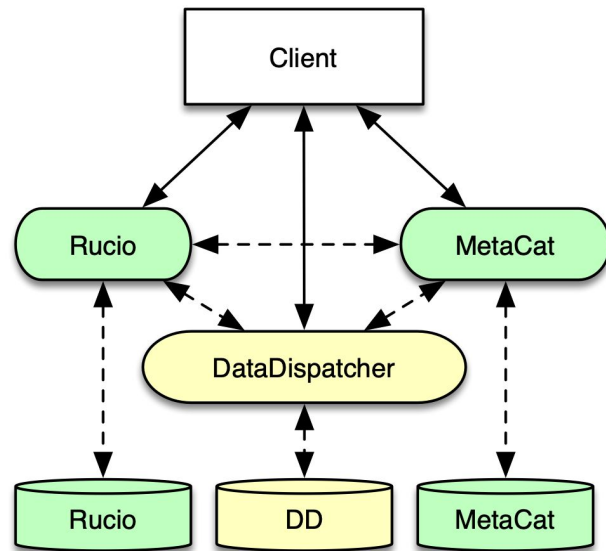 Client
Rucio
MetaCat
DataDispatcher
Rucio
DD
MetaCat